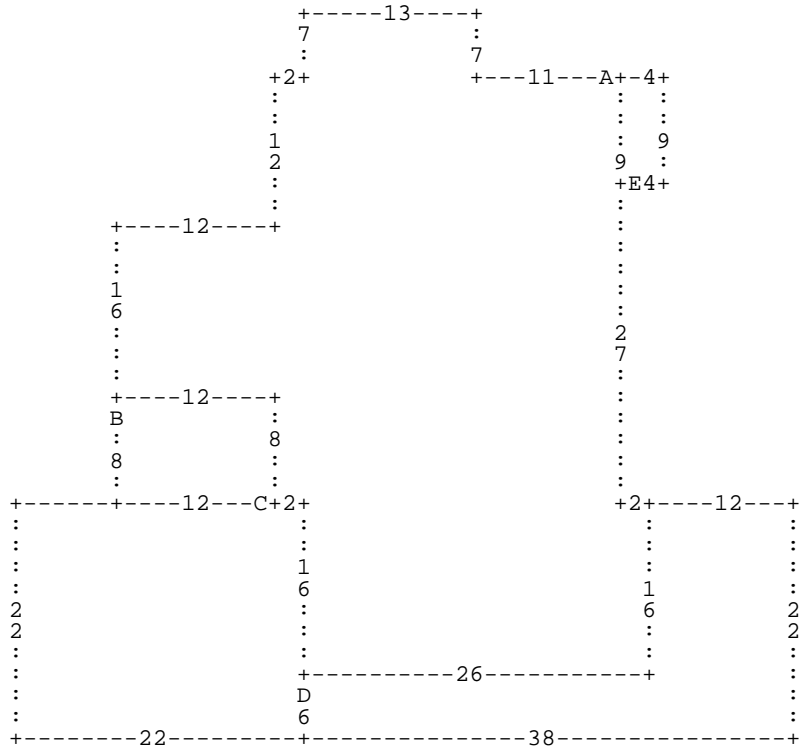 +-----13----+
                    7           :
                    :           7
                  +2+           +---11---A+-4+
                  :                       :  :
                  :                       :  :
                  1                       :  9
                  2                       9  :
                  :                       +E4+
                  :                       :
       +----12----+                       :
       :                                  :
       :                                  :
       1                                  :
       6                                  :
       :                                  2
       :                                  7
       :                                  :
       +----12----+                       :
       B          :                       :
       :          8                       :
       8          :                       :
       :          :                       :
+------+----12---C+2+                     +2+----12---+
:                   :                       :         :
:                   :                       :         :
:                   1                       :         :
:                   6                       1         :
2                   :                       6         2
2                   :                       :         2
:                   :                       :         :
:                   +----------26-----------+         :
:                   D                                 :
:                   6                                 :
+--------22---------+---------------38----------------+